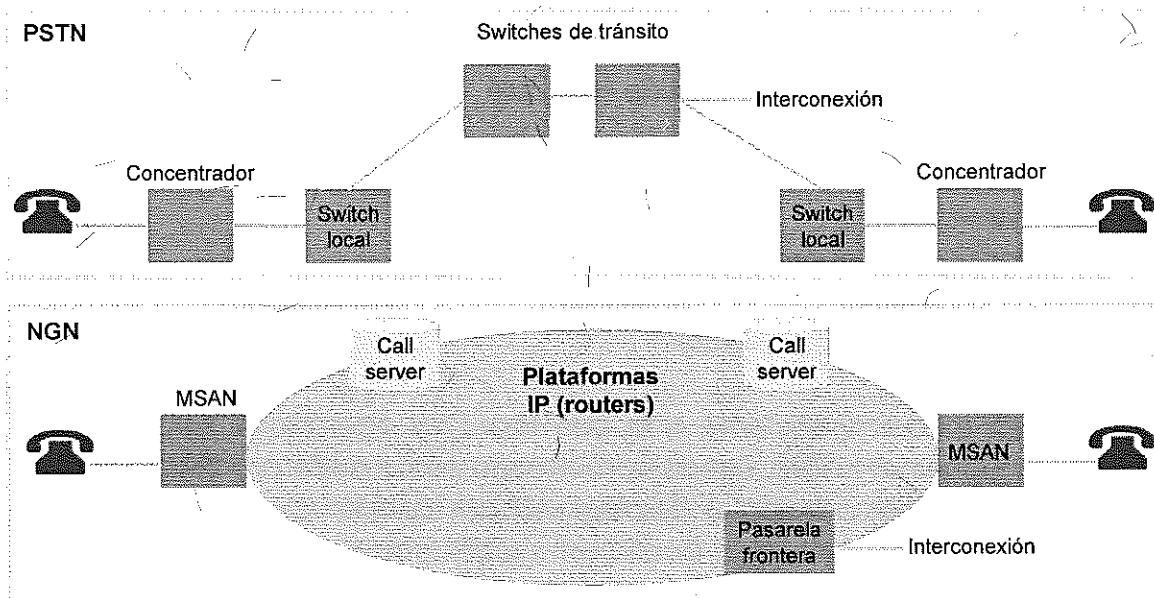 PSTN
Switches de tránsito
Interconexión
Concentrador
Concentrador
Switch
local
Switch
local
NGN
Call
server
Call
server
Plataformas
IP (routers)
MSAN
MSAN
Pasarela
frontera
Interconexión